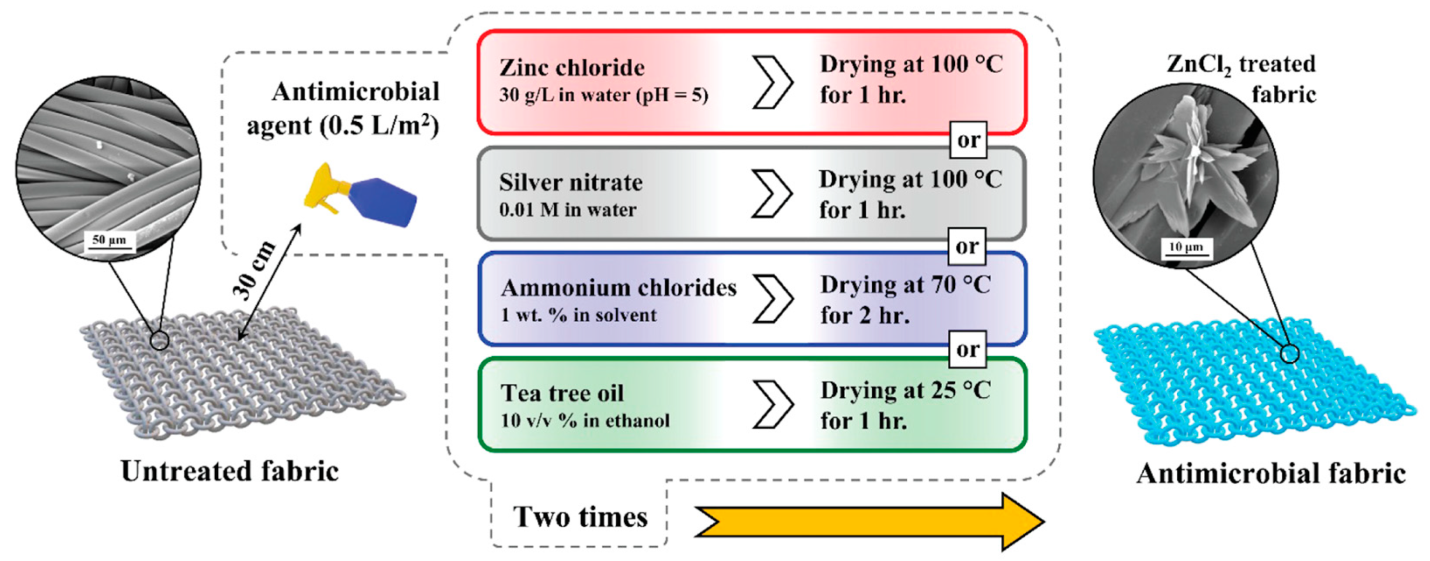 50 µm
Untreated fabric
30 cm
Antimicrobial
agent (0.5 L/m²)
Zinc chloride
30 g/L in water (pH = 5)
Drying at 100 °C
for 1 hr.
or
Silver nitrate
0.01 M in water
Drying at 100 °C
for 1 hr.
or
Ammonium chlorides
1 wt. % in solvent
Drying at 70 °C
for 2 hr.
or
Tea tree oil
10 v/v % in ethanol
Drying at 25 °C
for 1 hr.
Two times
ZnCl₂ treated
fabric
10 µm
Antimicrobial fabric